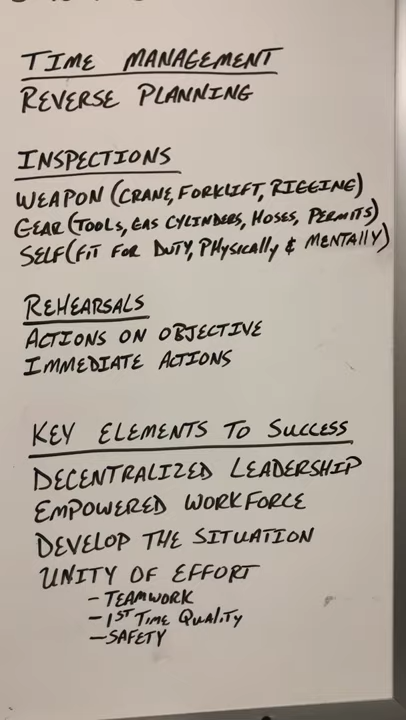 TIME MANAGEMENT
REVERSE PLANNING
INSPECTIONS
WEAPON (CRANE, FORKLIFT, RIGGING)
GEAR (TOOLS, GAS CYLINDERS, HOSES, PERMITS)
SELF (FIT FOR DUTY, PHYSICALLY & MENTALLY)
REHEARSALS
ACTIONS ON OBJECTIVE
IMMEDIATE ACTIONS
KEY ELEMENTS TO SUCCESS
DECENTRALIZED LEADERSHIP
EMPOWERED WORKFORCE
DEVELOP THE SITUATION
UNITY OF EFFORT
- TEAMWORK
- 1ST TIME QUALITY
- SAFETY